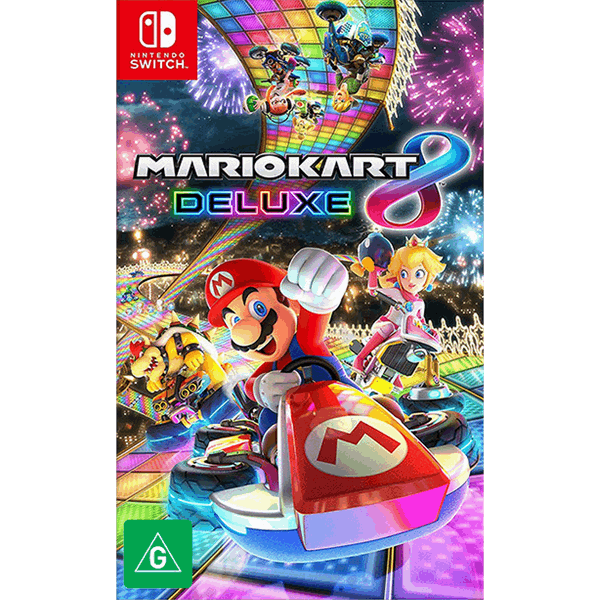 NINTENDO
SWITCH
MARIOKART 8
DELUXE
M
M
G